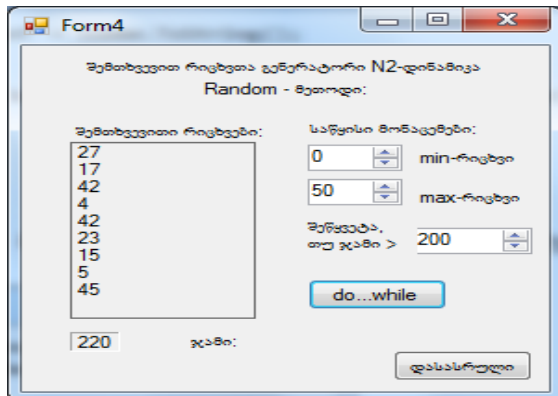 Form4
შემთხვევით რიცხვთა გენერატორი N2-დინამიკა
Random - მეთოდი:
შემთხვევითი რიცხვები:
27
17
42
4
42
23
15
5
45
220 ჯამი:
საწყისი მონაცემები:
0 min-რიცხვი
50 max-რიცხვი
შეწყვეტა,
თუ ჯამი > 200
do...while
დასასრული